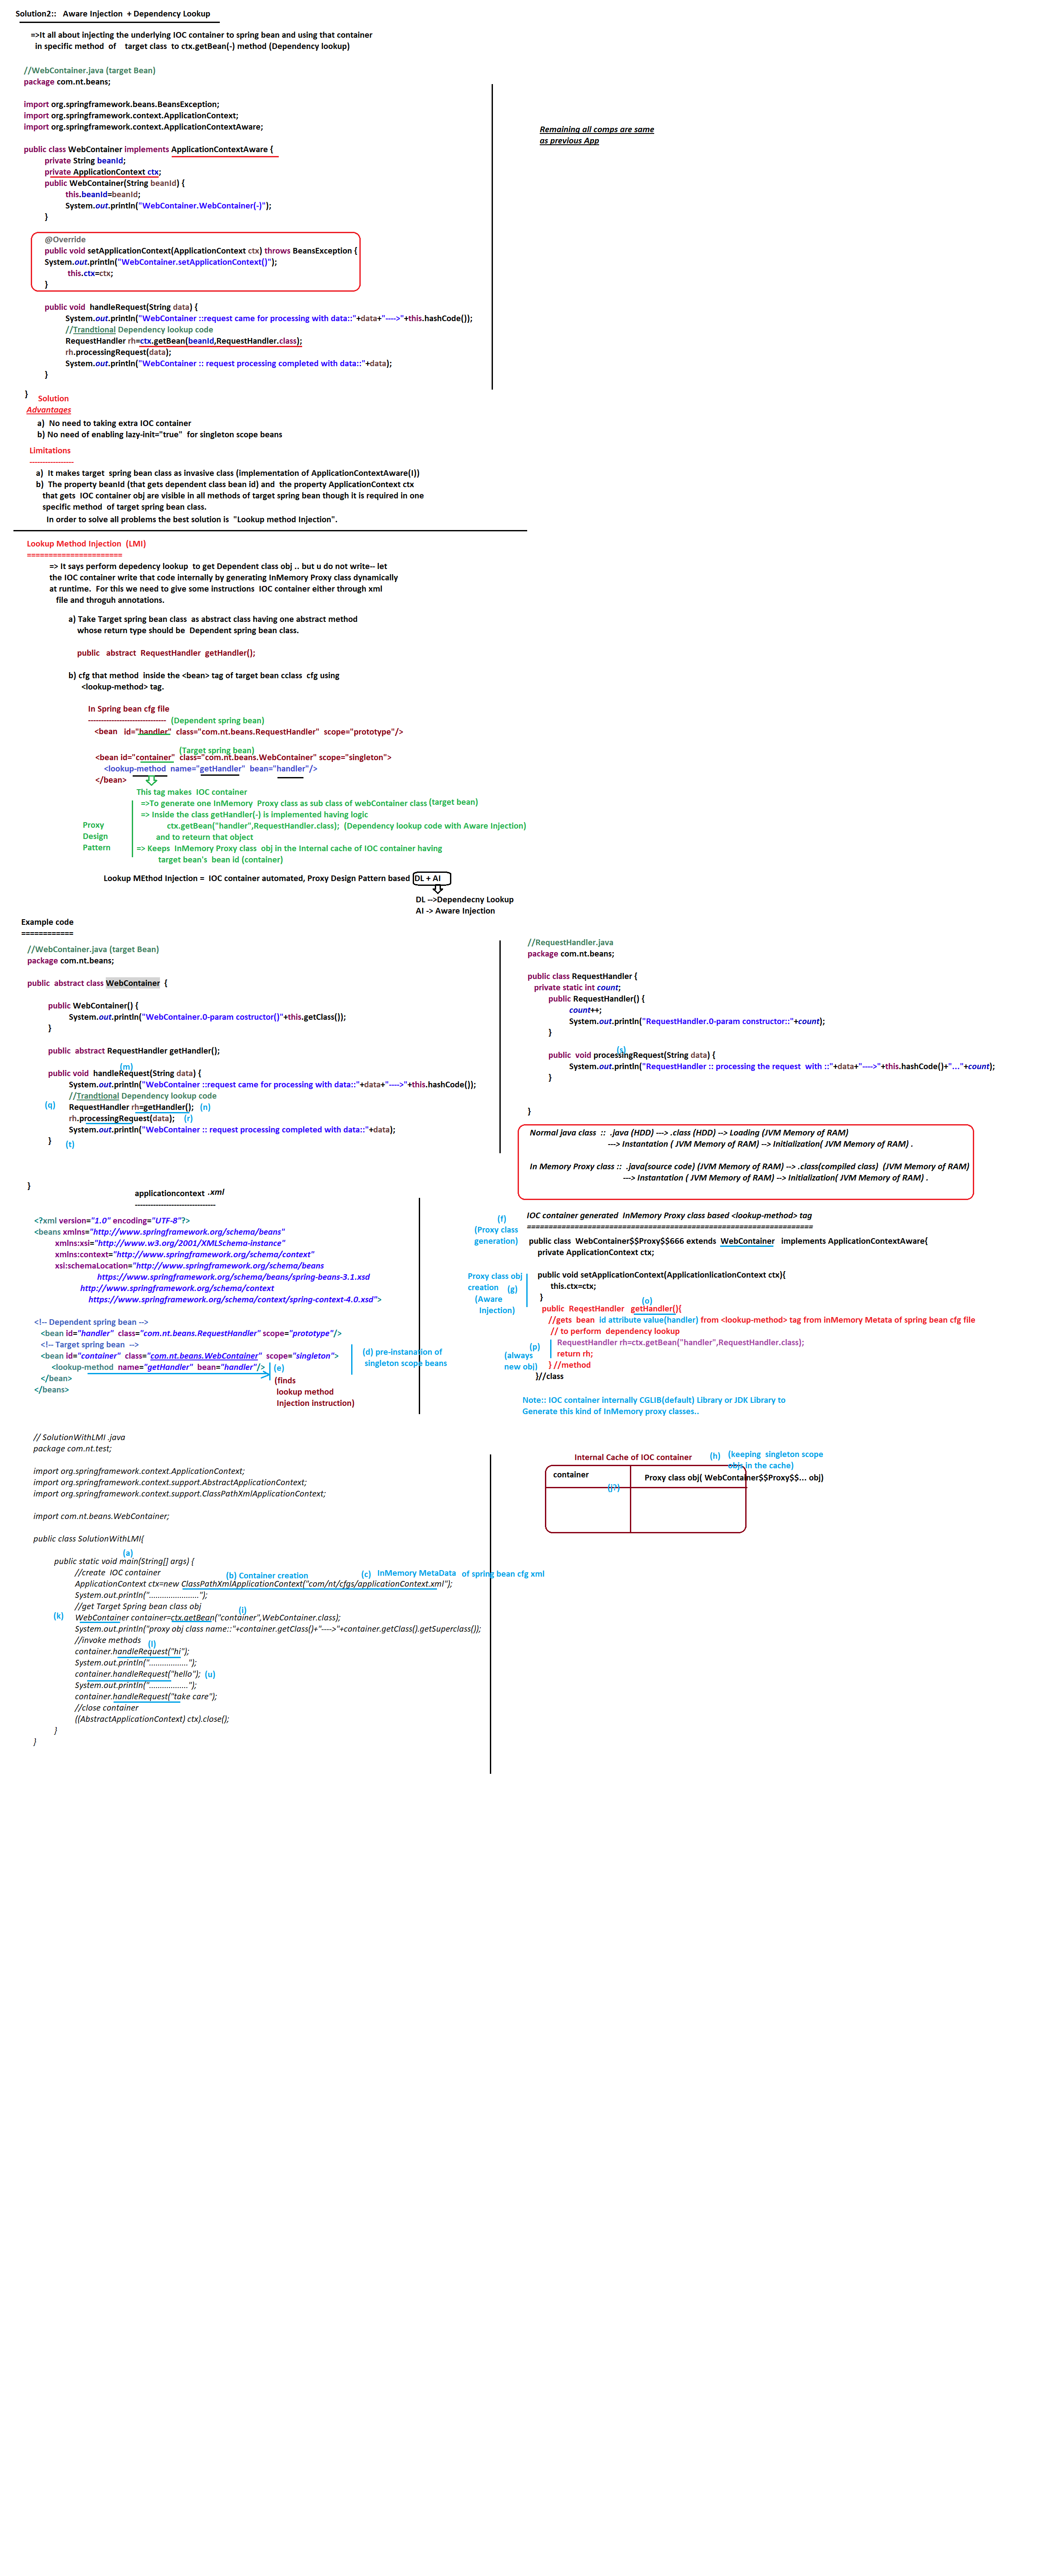 Solution2:: Aware Injection + Dependency Lookup
=>It all about injecting the underlying IOC container to spring bean and using that container
in specific method of target class to ctx.getBean(-) method (Dependency lookup)
//WebContainer.java (target Bean)
package com.nt.beans;
import org.springframework.beans.BeansException;
import org.springframework.context.ApplicationContext;
import org.springframework.context.ApplicationContextAware;
public class WebContainer implements ApplicationContextAware {
private String beanId;
private ApplicationContext ctx;
public WebContainer(String beanId) {
this.beanId=beanId;
System.out.println("WebContainer.WebContainer(-)");
}
@Override
public void setApplicationContext(ApplicationContext ctx) throws BeansException {
System.out.println("WebContainer.setApplicationContext()");
this.ctx=ctx;
}
public void handleRequest(String data) {
System.out.println("WebContainer ::request came for processing with data::"+data+"---->"+this.hashCode());
//Trandtional Dependency lookup code
RequestHandler rh=ctx.getBean(beanId,RequestHandler.class);
rh.processingRequest(data);
System.out.println("WebContainer :: request processing completed with data::"+data);
}
}
Remaining all comps are same
as previous App
Solution
Advantages
a) No need to taking extra IOC container
b) No need of enabling lazy-init="true" for singleton scope beans
Limitations
-----------------
a) It makes target spring bean class as invasive class (implementation of ApplicationContextAware(I))
b) The property beanId (that gets dependent class bean id) and the property ApplicationContext ctx
that gets IOC container obj are visible in all methods of target spring bean though it is required in one
specific method of target spring bean class.
In order to solve all problems the best solution is "Lookup method Injection".
Lookup Method Injection (LMI)
======================
=> It says perform depedency lookup to get Dependent class obj .. but u do not write-- let
the IOC container write that code internally by generating InMemory Proxy class dynamically
at runtime. For this we need to give some instructions IOC container either through xml
file and throguh annotations.
a) Take Target spring bean class as abstract class having one abstract method
whose return type should be Dependent spring bean class.
public abstract RequestHandler getHandler();
b) cfg that method inside the <bean> tag of target bean cclass cfg using
<lookup-method> tag.
In Spring bean cfg file
------------------------------ (Dependent spring bean)
<bean id="handler" class="com.nt.beans.RequestHandler" scope="prototype"/>
(Target spring bean)
<bean id="container" class="com.nt.beans.WebContainer" scope="singleton">
<lookup-method name="getHandler" bean="handler"/>
</bean>
This tag makes IOC container
=>To generate one InMemory Proxy class as sub class of webContainer class (target bean)
=> Inside the class getHandler(-) is implemented having logic
ctx.getBean("handler",RequestHandler.class); (Dependency lookup code with Aware Injection)
and to reteurn that object
=> Keeps InMemory Proxy class obj in the Internal cache of IOC container having
target bean's bean id (container)
Proxy
Design
Pattern
Lookup MEthod Injection = IOC container automated, Proxy Design Pattern based DL + AI
DL -->Dependecny Lookup
AI -> Aware Injection
Example code
============
//WebContainer.java (target Bean)
package com.nt.beans;
public abstract class WebContainer {
public WebContainer() {
System.out.println("WebContainer.0-param costructor()"+this.getClass());
}
public abstract RequestHandler getHandler();
(m)
public void handleRequest(String data) {
System.out.println("WebContainer ::request came for processing with data::"+data+"---->"+this.hashCode());
//Trandtional Dependency lookup code
(q) RequestHandler rh=getHandler(); (n)
rh.processingRequest(data); (r)
System.out.println("WebContainer :: request processing completed with data::"+data);
} (t)
}
//RequestHandler.java
package com.nt.beans;
public class RequestHandler {
private static int count;
public RequestHandler() {
count++;
System.out.println("RequestHandler.0-param constructor::"+count);
}
(s)
public void processingRequest(String data) {
System.out.println("RequestHandler :: processing the request with ::"+data+"---->"+this.hashCode()+"..."+count);
}
}
Normal java class :: .java (HDD) ---> .class (HDD) --> Loading (JVM Memory of RAM)
---> Instantation ( JVM Memory of RAM) --> Initialization( JVM Memory of RAM) .
In Memory Proxy class :: .java(source code) (JVM Memory of RAM) --> .class(compiled class) (JVM Memory of RAM)
---> Instantation ( JVM Memory of RAM) --> Initialization( JVM Memory of RAM) .
applicationcontext .xml
-------------------------------
<?xml version="1.0" encoding="UTF-8"?>
<beans xmlns="http://www.springframework.org/schema/beans"
xmlns:xsi="http://www.w3.org/2001/XMLSchema-instance"
xmlns:context="http://www.springframework.org/schema/context"
xsi:schemaLocation="http://www.springframework.org/schema/beans
https://www.springframework.org/schema/beans/spring-beans-3.1.xsd
http://www.springframework.org/schema/context
https://www.springframework.org/schema/context/spring-context-4.0.xsd">
<!-- Dependent spring bean -->
<bean id="handler" class="com.nt.beans.RequestHandler" scope="prototype"/>
<!-- Target spring bean -->
<bean id="container" class="com.nt.beans.WebContainer" scope="singleton">
<lookup-method name="getHandler" bean="handler"/>
</bean>
</beans>
(d) pre-instanation of
singleton scope beans
(e)
(finds
lookup method
Injection instruction)
IOC container generated InMemory Proxy class based <lookup-method> tag
==================================================================
(f)
(Proxy class
generation)
public class WebContainer$$Proxy$$666 extends WebContainer implements ApplicationContextAware{
private ApplicationContext ctx;
Proxy class obj
creation (g)
(Aware
Injection)
public void setApplicationContext(ApplicationlicationContext ctx){
this.ctx=ctx;
}
(o)
public ReqestHandler getHandler(){
//gets bean id attribute value(handler) from <lookup-method> tag from inMemory Metata of spring bean cfg file
// to perform dependency lookup
(p)
(always
new obj)
RequestHandler rh=ctx.getBean("handler",RequestHandler.class);
return rh;
} //method
}//class
Note:: IOC container internally CGLIB(default) Library or JDK Library to
Generate this kind of InMemory proxy classes..
// SolutionWithLMI .java
package com.nt.test;
import org.springframework.context.ApplicationContext;
import org.springframework.context.support.AbstractApplicationContext;
import org.springframework.context.support.ClassPathXmlApplicationContext;
import com.nt.beans.WebContainer;
public class SolutionWithLMI{
(a)
public static void main(String[] args) {
//create IOC container
(b) Container creation (c) InMemory MetaData of spring bean cfg xml
ApplicationContext ctx=new ClassPathXmlApplicationContext("com/nt/cfgs/applicationContext.xml");
System.out.println("........................");
//get Target Spring bean class obj
(i)
(k) WebContainer container=ctx.getBean("container",WebContainer.class);
System.out.println("proxy obj class name::"+container.getClass()+"---->"+container.getClass().getSuperclass());
//invoke methods
(l)
container.handleRequest("hi");
System.out.println("...................");
container.handleRequest("hello"); (u)
System.out.println("...................");
container.handleRequest("take care");
//close container
((AbstractApplicationContext) ctx).close();
}
}
Internal Cache of IOC container (h) (keeping singleton scope
objs in the cache)
container Proxy class obj( WebContainer$$Proxy$$... obj)
(j?)